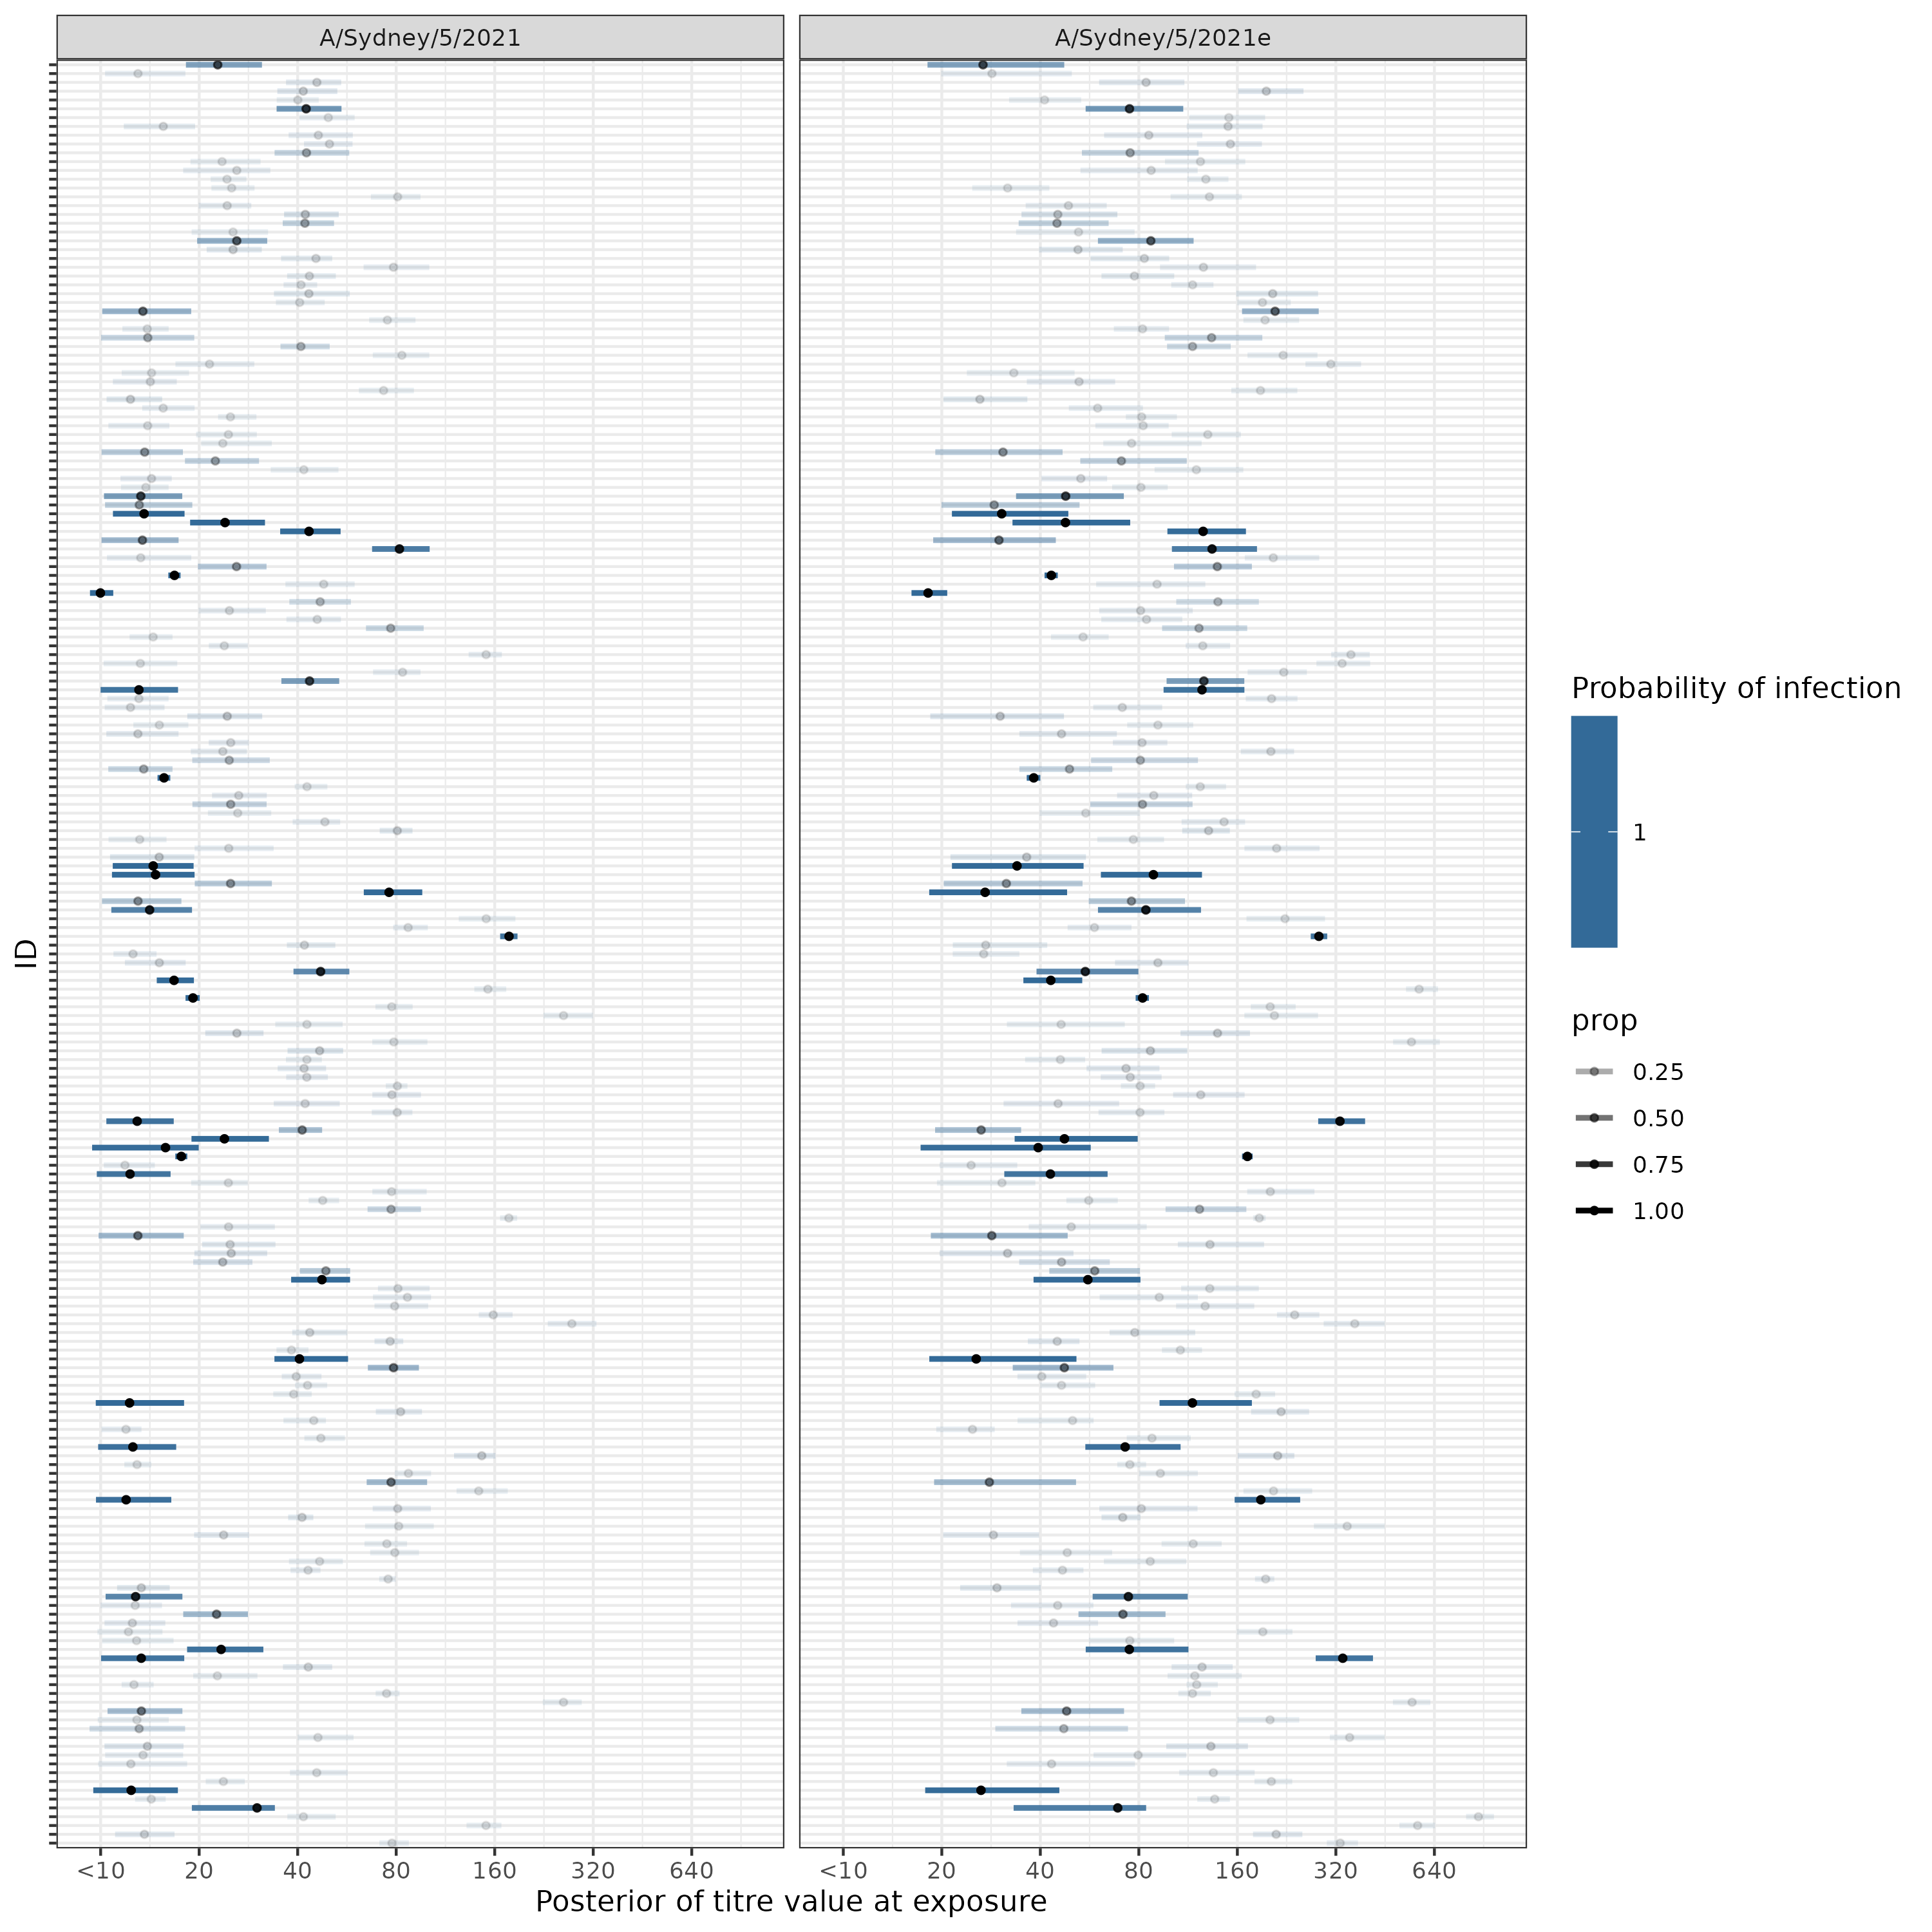 A/Sydney/5/2021
A/Sydney/5/2021e
ID
<10 20 40 80 160 320 640
<10 20 40 80 160 320 640
Posterior of titre value at exposure
Probability of infection
1
prop
0.25
0.50
0.75
1.00